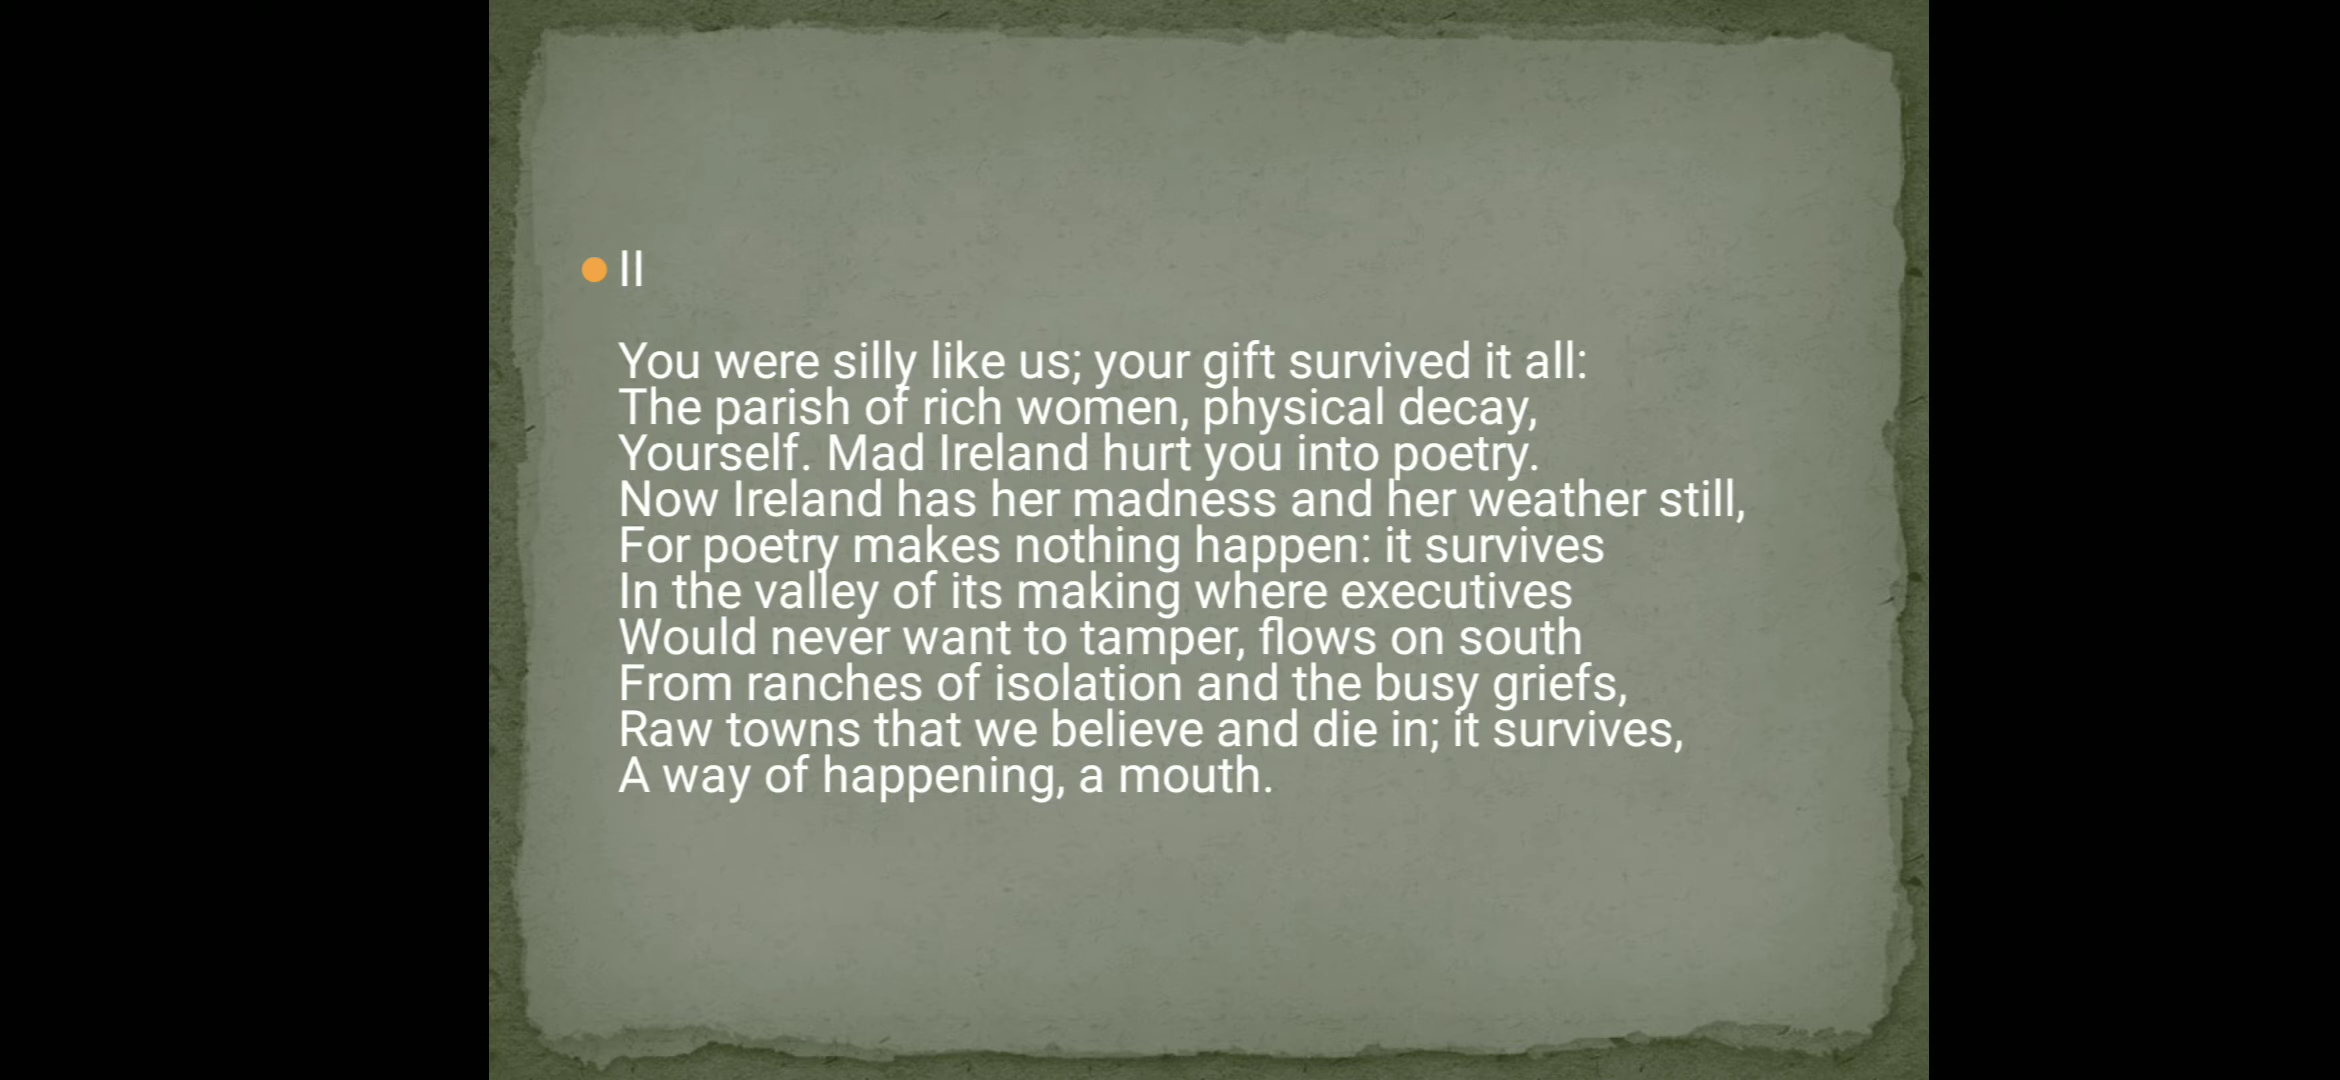 II
You were silly like us; your gift survived it all:
The parish of rich women, physical decay,
Yourself. Mad Ireland hurt you into poetry.
Now Ireland has her madness and her weather still,
For poetry makes nothing happen: it survives
In the valley of its making where executives
Would never want to tamper, flows on south
From ranches of isolation and the busy griefs,
Raw towns that we believe and die in; it survives,
A way of happening, a mouth.